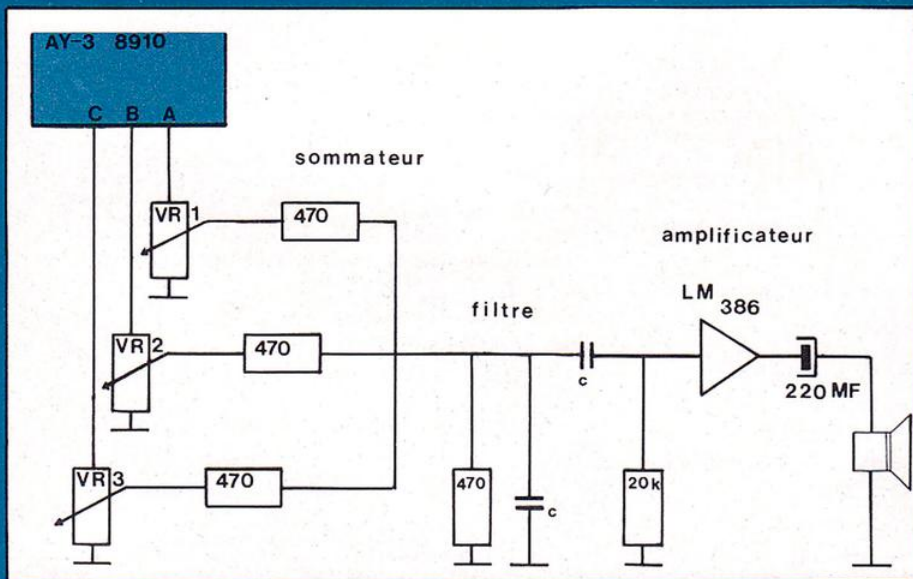 AY-3 8910
C B A
sommateur
VR 1
470
amplificateur
LM 386
filtre
VR 2
470
c
220 MF
VR 3
470
470
c
20k